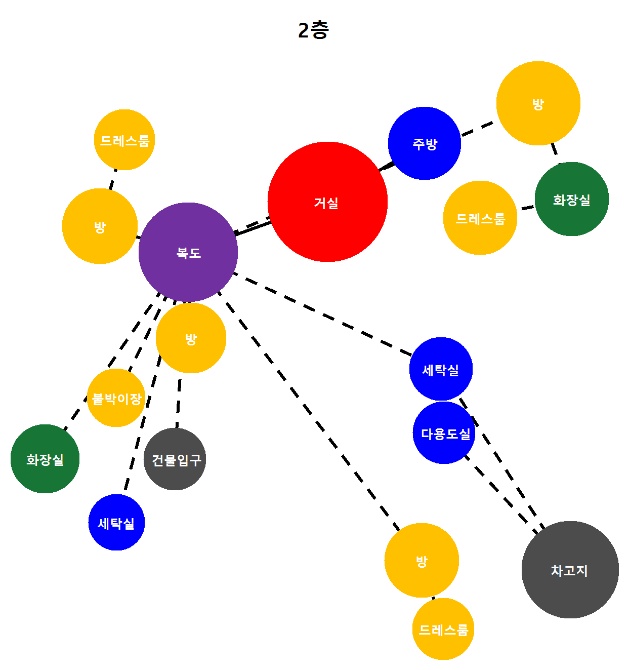 2층
방
드레스룸
주방
화장실
거실
드레스룸
방
복도
방
세탁실
붙박이장
다용도실
화장실
건물입구
세탁실
방
차고지
드레스룸